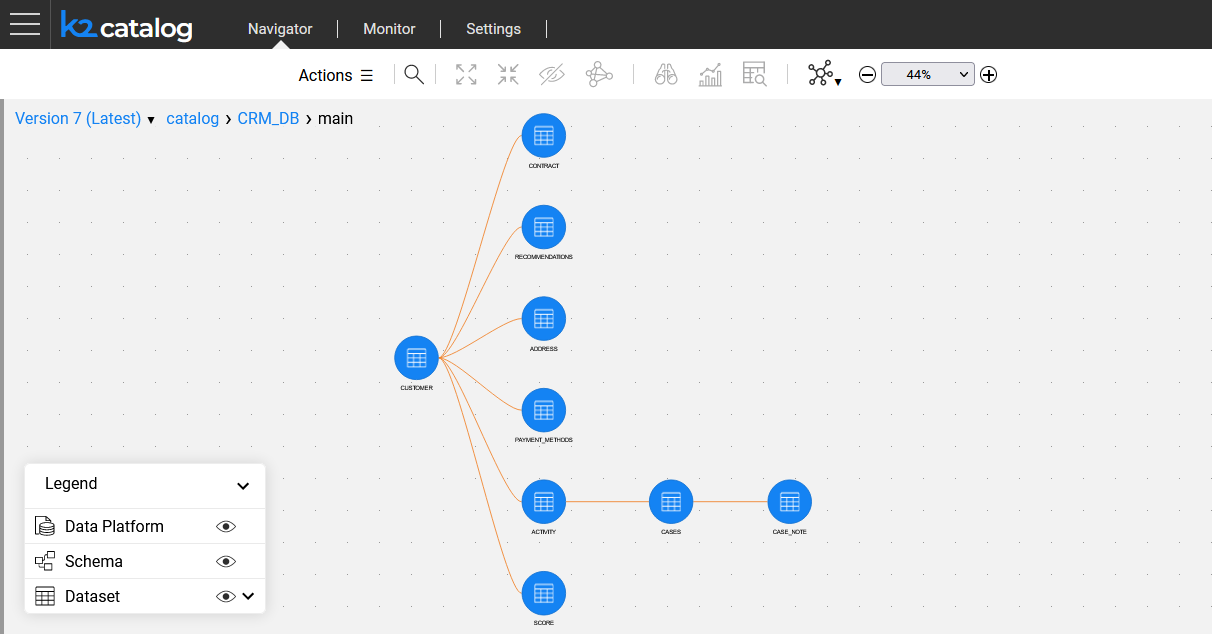 k2catalog
Navigator
Monitor
Settings
Actions
44%
Version 7 (Latest) ▾ catalog › CRM_DB › main
CONTRACT
RECOMMENDATIONS
ADDRESS
CUSTOMER
PAYMENT_METHODS
ACTIVITY
CASES
CASE_NOTE
SCORE
Legend
Data Platform
Schema
Dataset